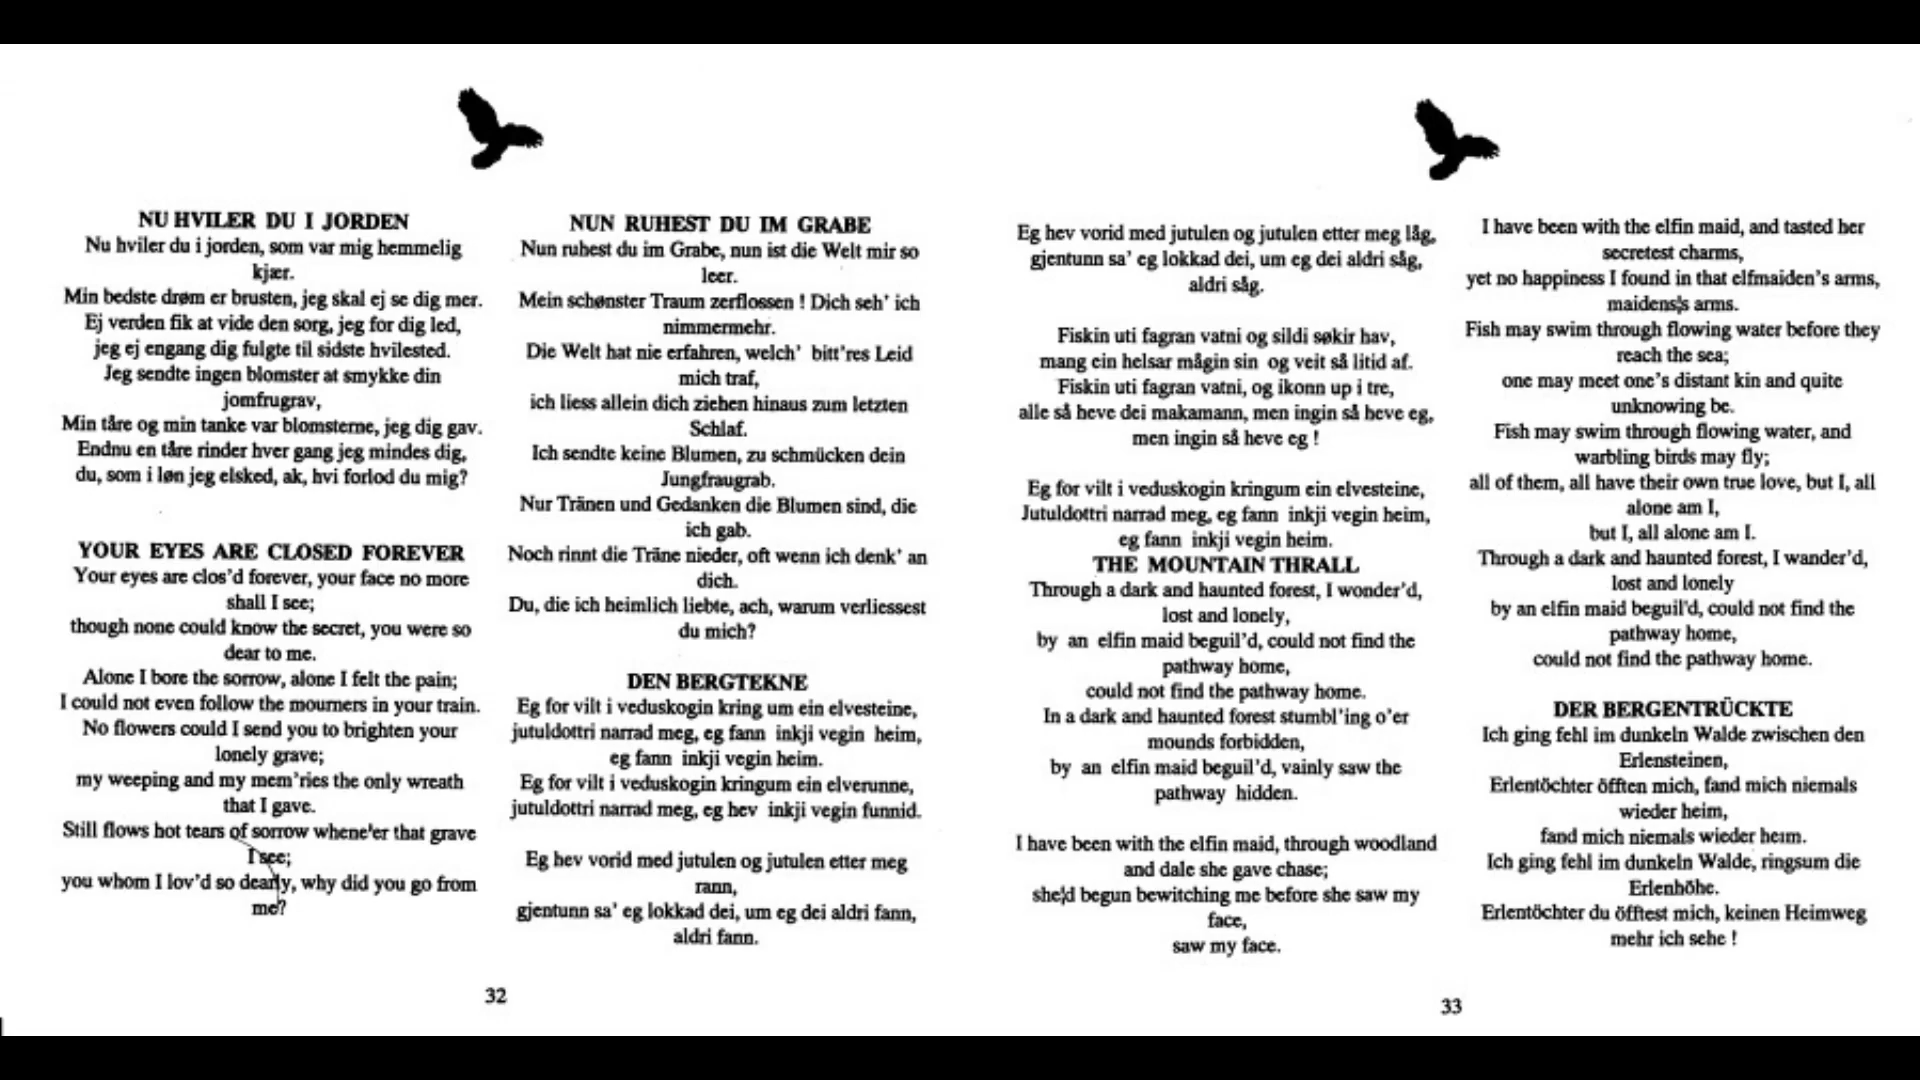 NU HVILER DU I JORDEN
Nu hviler du i jorden, som var mig hemmelig
kjær.
Min bedste drøm er brusten, jeg skal ej se dig mer.
Ej verden fik at vide den sorg, jeg for dig led,
jeg ej engang dig fulgte til sidste hvilested.
Jeg sendte ingen blomster at smykke din
jomfrugrav,
Min tåre og min tanke var blomsterne, jeg dig gav.
Endnu en tåre rinder hver gang jeg mindes dig,
du, som i løn jeg elsked, ak, hvi forlod du mig?
YOUR EYES ARE CLOSED FOREVER
Your eyes are clos'd forever, your face no more
shall I see;
though none could know the secret, you were so
dear to me.
Alone I bore the sorrow, alone I felt the pain;
I could not even follow the mourners in your train.
No flowers could I send you to brighten your
lonely grave;
my weeping and my mem'ries the only wreath
that I gave.
Still flows hot tears of sorrow whene'er that grave
I see;
you whom I lov'd so dearly, why did you go from
me?
NUN RUHEST DU IM GRABE
Nun ruhest du im Grabe, nun ist die Welt mir so
leer.
Mein schønster Traum zerflossen ! Dich seh' ich
nimmermehr.
Die Welt hat nie erfahren, welch' bitt'res Leid
mich traf,
ich liess allein dich ziehen hinaus zum letzten
Schlaf.
Ich sendte keine Blumen, zu schmücken dein
Jungfraugrab.
Nur Tränen und Gedanken die Blumen sind, die
ich gab.
Noch rinnt die Träne nieder, oft wenn ich denk' an
dich.
Du, die ich heimlich liebte, ach, warum verliessest
du mich?
DEN BERGTEKNE
Eg for vilt i veduskogin kring um ein elvesteine,
jutuldottri narrad meg, eg fann inkji vegin heim,
eg fann inkji vegin heim.
Eg for vilt i veduskogin kringum ein elverunne,
jutuldottri narrad meg, eg hev inkji vegin funnid.
Eg hev vorid med jutulen og jutulen etter meg
rann,
gjentunn sa' eg lokkad dei, um eg dei aldri fann,
aldri fann.
32
Eg hev vorid med jutulen og jutulen etter meg låg,
gjentunn sa' eg lokkad dei, um eg dei aldri såg,
aldri såg.
Fiskin uti fagran vatni og sildi søkir hav,
mang ein helsar mågin sin og veit så litid af.
Fiskin uti fagran vatni, og ikonn up i tre,
alle så heve dei makamann, men ingin så heve eg,
men ingin så heve eg !
Eg for vilt i veduskogin kringum ein elvesteine,
Jutuldottri narrad meg, eg fann inkji vegin heim,
eg fann inkji vegin heim.
THE MOUNTAIN THRALL
Through a dark and haunted forest, I wonder'd,
lost and lonely,
by an elfin maid beguil'd, could not find the
pathway home,
could not find the pathway home.
In a dark and haunted forest stumbl'ing o'er
mounds forbidden,
by an elfin maid beguil'd, vainly saw the
pathway hidden.
I have been with the elfin maid, through woodland
and dale she gave chase;
she'd begun bewitching me before she saw my
face,
saw my face.
I have been with the elfin maid, and tasted her
secretest charms,
yet no happiness I found in that elfmaiden's arms,
maidens's arms.
Fish may swim through flowing water before they
reach the sea;
one may meet one's distant kin and quite
unknowing be.
Fish may swim through flowing water, and
warbling birds may fly;
all of them, all have their own true love, but I, all
alone am I,
but I, all alone am I.
Through a dark and haunted forest, I wander'd,
lost and lonely
by an elfin maid beguil'd, could not find the
pathway home,
could not find the pathway home.
DER BERGENTRÜCKTE
Ich ging fehl im dunkeln Walde zwischen den
Erlensteinen,
Erlentöchter öfften mich, fand mich niemals
wieder heim,
fand mich niemals wieder heim.
Ich ging fehl im dunkeln Walde, ringsum die
Erlenhöhe.
Erlentöchter du öfftest mich, keinen Heimweg
mehr ich sehe !
33